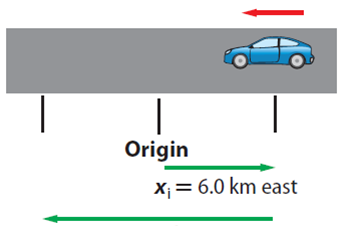 Origin
xᵢ = 6.0 km east